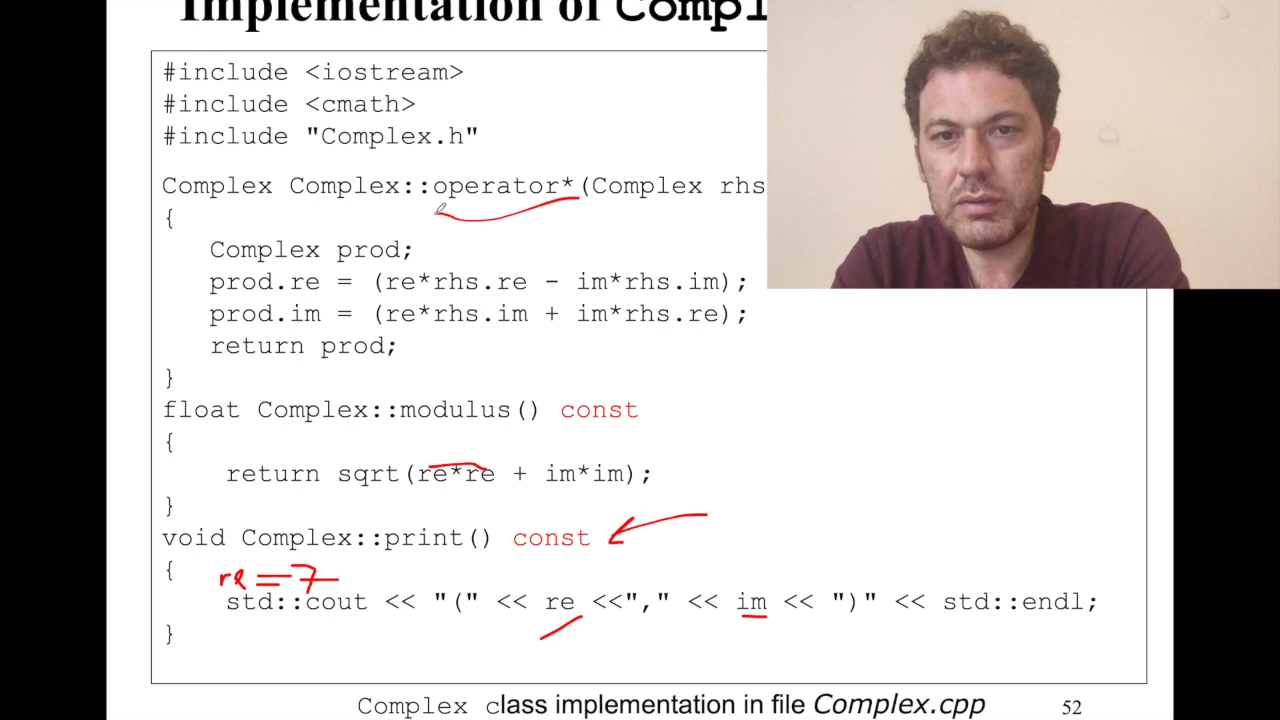 Implementation of Compl
#include <iostream>
#include <cmath>
#include "Complex.h"
Complex Complex::operator*(Complex rhs
{
Complex prod;
prod.re = (re*rhs.re - im*rhs.im);
prod.im = (re*rhs.im + im*rhs.re);
return prod;
}
float Complex::modulus() const
{
return sqrt(re*re + im*im);
}
void Complex::print() const
{
re = 7
std::cout << "(" << re <<"," << im << ")" << std::endl;
}
Complex class implementation in file Complex.cpp
52